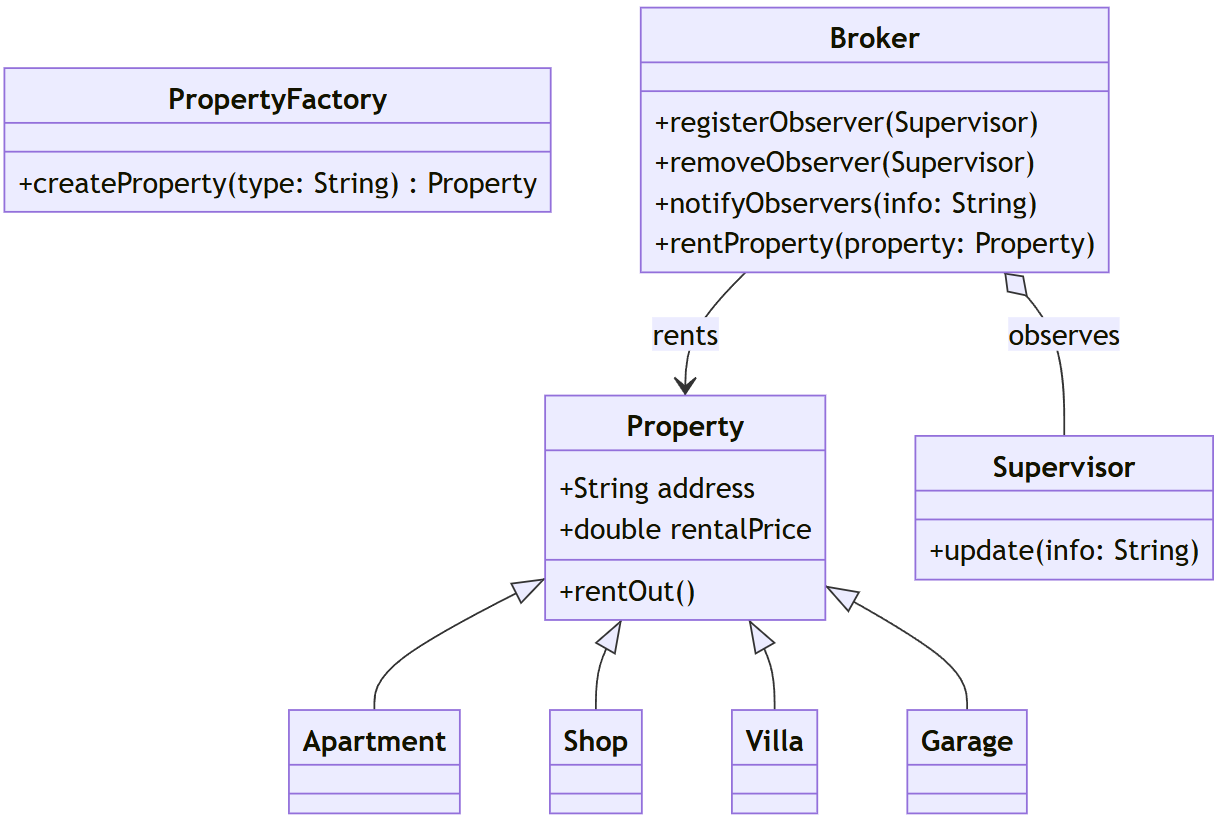 PropertyFactory
+createProperty(type: String) : Property
Broker
+registerObserver(Supervisor)
+removeObserver(Supervisor)
+notifyObservers(info: String)
+rentProperty(property: Property)
rents
observes
Property
+String address
+double rentalPrice
+rentOut()
Supervisor
+update(info: String)
Apartment
Shop
Villa
Garage